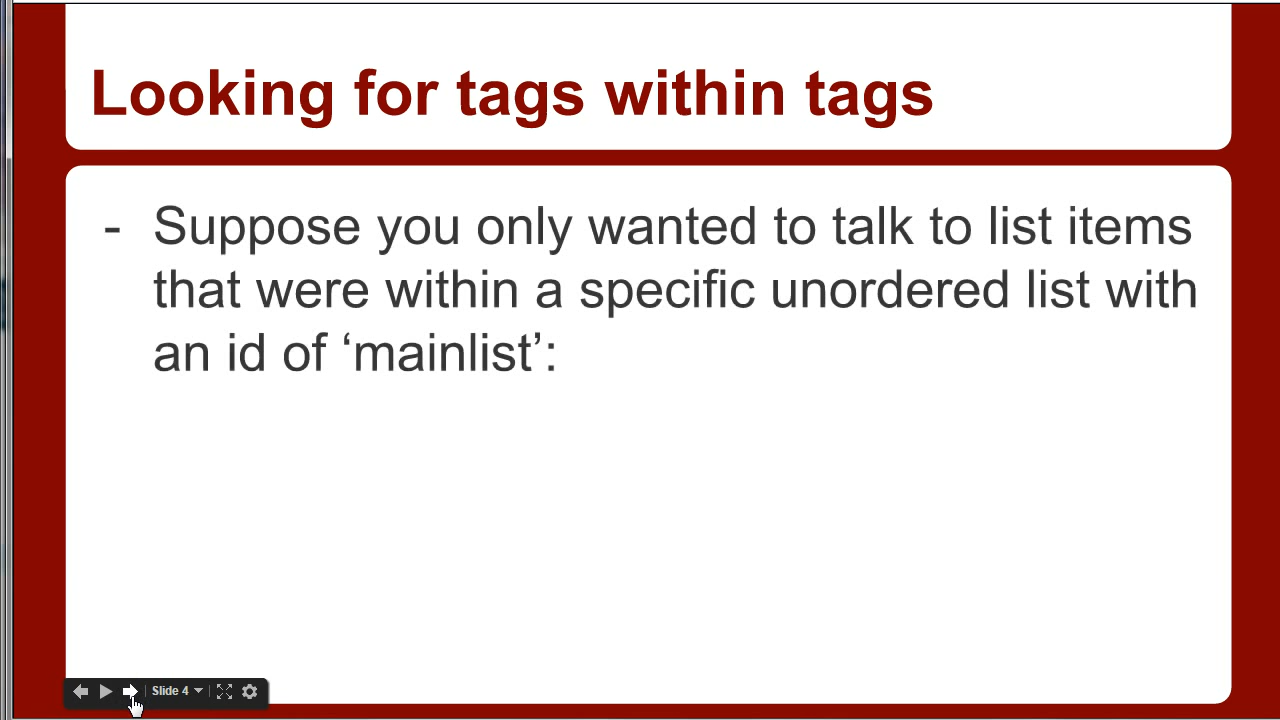 Looking for tags within tags
- Suppose you only wanted to talk to list items
that were within a specific unordered list with
an id of ‘mainlist’:
Slide 4